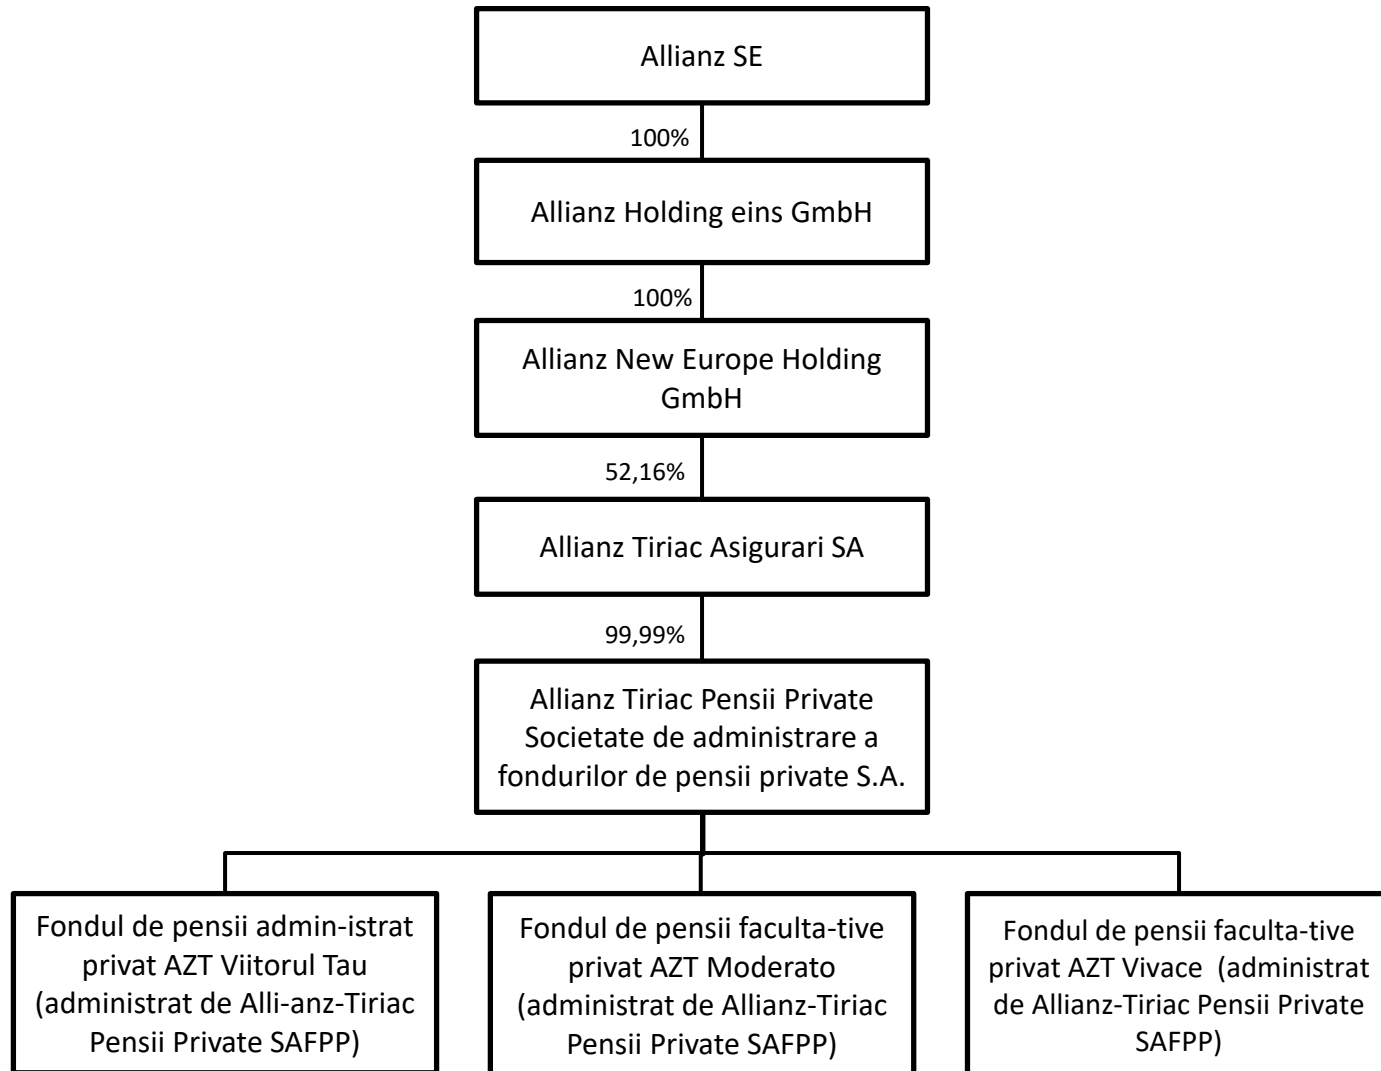 Allianz SE
100%
Allianz Holding eins GmbH
100%
Allianz New Europe Holding
GmbH
52,16%
Allianz Tiriac Asigurari SA
99,99%
Allianz Tiriac Pensii Private
Societate de administrare a
fondurilor de pensii private S.A.
Fondul de pensii admin-istrat
privat AZT Viitorul Tau
(administrat de Alli-anz-Tiriac
Pensii Private SAFPP)
Fondul de pensii faculta-tive
privat AZT Moderato
(administrat de Allianz-Tiriac
Pensii Private SAFPP)
Fondul de pensii faculta-tive
privat AZT Vivace (administrat
de Allianz-Tiriac Pensii Private
SAFPP)